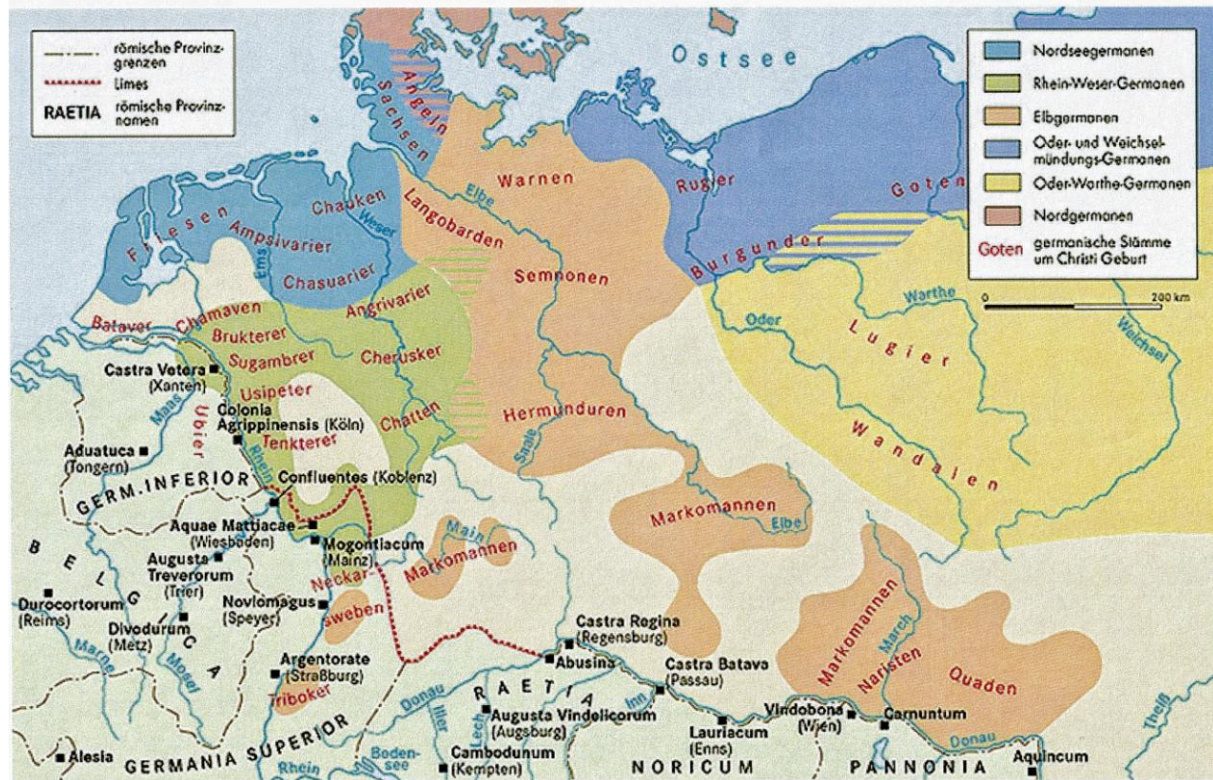 römische Provinz-
grenzen
Limes
RAETIA römische Provinz-
namen
Ostsee
Nordseegermanen
Rhein-Weser-Germanen
Elbgermanen
Oder- und Weichsel-
mündungs-Germanen
Oder-Warthe-Germanen
Nordgermanen
Goten germanische Stämme
um Christi Geburt
0 200 km
Angeln
Sachsen
Warnen
Rugier
Goten
Elbe
Friesen
Chauken
Weser
Langobarden
Ampsivarier
Ems
Chasuarier
Semnonen
Burgunder
Angrivarier
Warthe
Oder
Weichsel
Chamaven
Bataver
Brukterer
Sugambrer
Cherusker
Lugier
Castra Vetera
(Xanten)
Usipeter
Maas
Colonia
Agrippinensis (Köln)
Ubier
Chatten
Hermunduren
Saale
Tenkterer
Wandalen
Aduatuca
(Tongern)
Rhein
Confluentes (Koblenz)
GERM. INFERIOR
Markomannen
Elbe
Aquae Mattiacae
(Wiesbaden)
Main
Markomannen
Mogontiacum
(Mainz)
BELGICA
Augusta
Treverorum
(Trier)
Neckar-
sweben
Noviomagus
(Speyer)
Durocortorum
(Reims)
Divodurum
(Metz)
Marne
Mosel
Argentorate
(Straßburg)
Triboker
Castra Regina
(Regensburg)
Abusina
Castra Batava
(Passau)
Markomannen
March
Naristen
Quaden
RAETIA
Donau
Iller
Lech
Inn
Augusta Vindelicorum
(Augsburg)
Lauriacum
(Enns)
Vindobona
(Wien)
Carnuntum
Donau
Theiß
Aquincum
Alesia
GERMANIA SUPERIOR
Rhein
Boden-
see
Cambodunum
(Kempten)
NORICUM
PANNONIA